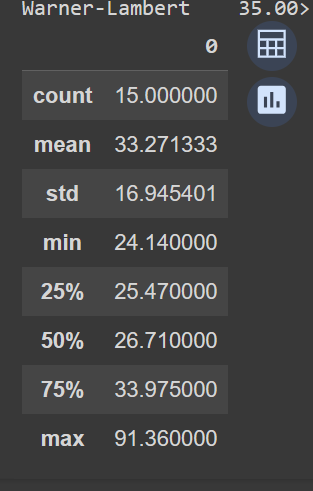 Warner-Lambert 35.00>
0
count 15.000000
mean 33.271333
std 16.945401
min 24.140000
25% 25.470000
50% 26.710000
75% 33.975000
max 91.360000